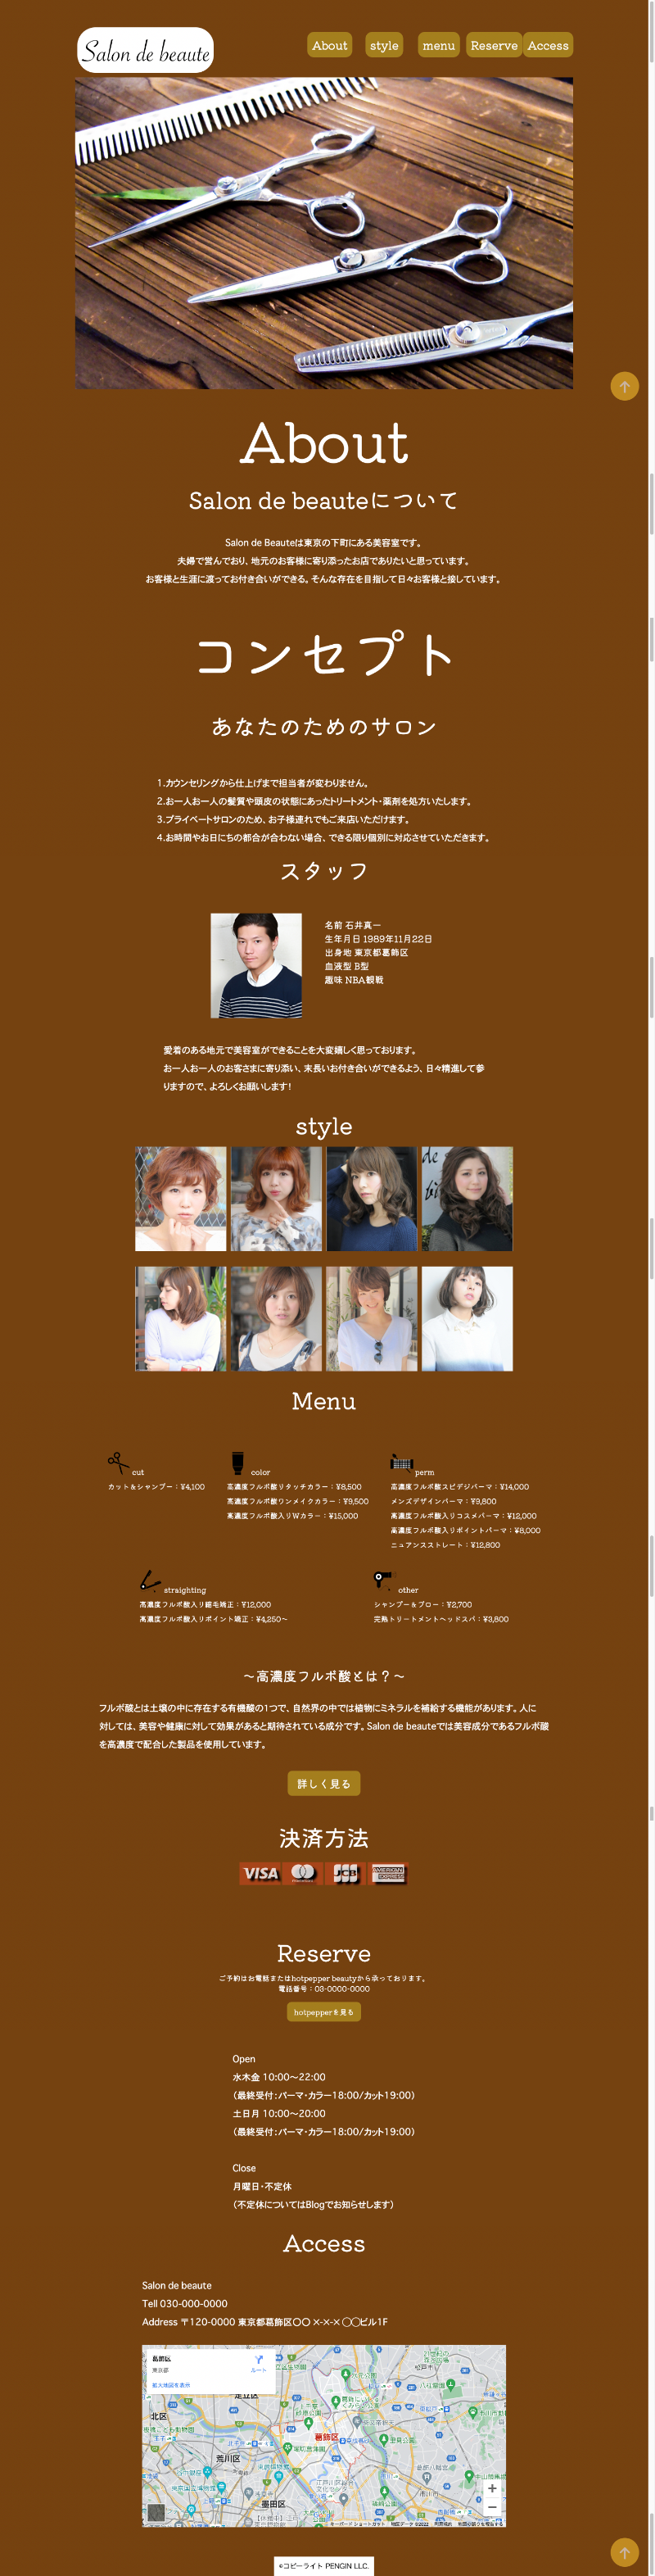 Salon de beaute
About style menu Reserve Access
About
Salon de beauteについて
Salon de Beauteは東京の下町にある美容室です。
夫婦で営んでおり、地元のお客様に寄り添ったお店でありたいと思っています。
お客様と生涯に渡ってお付き合いができる。そんな存在を目指して日々お客様と接しています。
コンセプト
あなたのためのサロン
1.カウンセリングから仕上げまで担当者が変わりません。
2.お一人お一人の髪質や頭皮の状態にあったトリートメント・薬剤を処方いたします。
3.プライベートサロンのため、お子様連れでもご来店いただけます。
4.お時間やお日にちの都合が合わない場合、できる限り個別に対応させていただきます。
スタッフ
名前 石井真一
生年月日 1989年11月22日
出身地 東京都葛飾区
血液型 B型
趣味 NBA観戦
愛着のある地元で美容室ができることを大変嬉しく思っております。
お一人お一人のお客さまに寄り添い、末長いお付き合いができるよう、日々精進して参
りますので、よろしくお願いします！
style
Menu
cut
カット&シャンプー：¥4,100
color
高濃度フルボ酸リタッチカラー：¥8,500
高濃度フルボ酸ワンメイクカラー：¥9,500
高濃度フルボ酸入りWカラー：¥15,000
perm
高濃度フルボ酸スピデジパーマ：¥14,000
メンズデザインパーマ：¥9,800
高濃度フルボ酸入りコスメパーマ：¥12,000
高濃度フルボ酸入りポイントパーマ：¥8,000
ニュアンスストレート：¥12,800
straighting
高濃度フルボ酸入り縮毛矯正：¥12,000
高濃度フルボ酸入りポイント矯正：¥4,250〜
other
シャンプー&ブロー：¥2,700
完熟トリートメントヘッドスパ：¥3,800
〜高濃度フルボ酸とは？〜
フルボ酸とは土壌の中に存在する有機酸の1つで、自然界の中では植物にミネラルを補給する機能があります。人に
対しては、美容や健康に対して効果があると期待されている成分です。Salon de beauteでは美容成分であるフルボ酸
を高濃度で配合した製品を使用しています。
詳しく見る
決済方法
VISA JCB AMERICAN EXPRESS
Reserve
ご予約はお電話またはhotpepper beautyから承っております。
電話番号：03-0000-0000
hotpepperを見る
Open
水木金 10:00〜22:00
（最終受付：パーマ・カラー18:00/カット19:00）
土日月 10:00〜20:00
（最終受付：パーマ・カラー18:00/カット19:00）
Close
月曜日・不定休
（不定休についてはBlogでお知らせします）
Access
Salon de beaute
Tell 030-000-0000
Address 〒120-0000 東京都葛飾区〇〇 ×-×-× ◯◯ビル1F
葛飾区
東京都
ルート
拡大地図を表示
足立区
北区
荒川区
葛飾区
墨田区
©コピーライト PENGIN LLC.